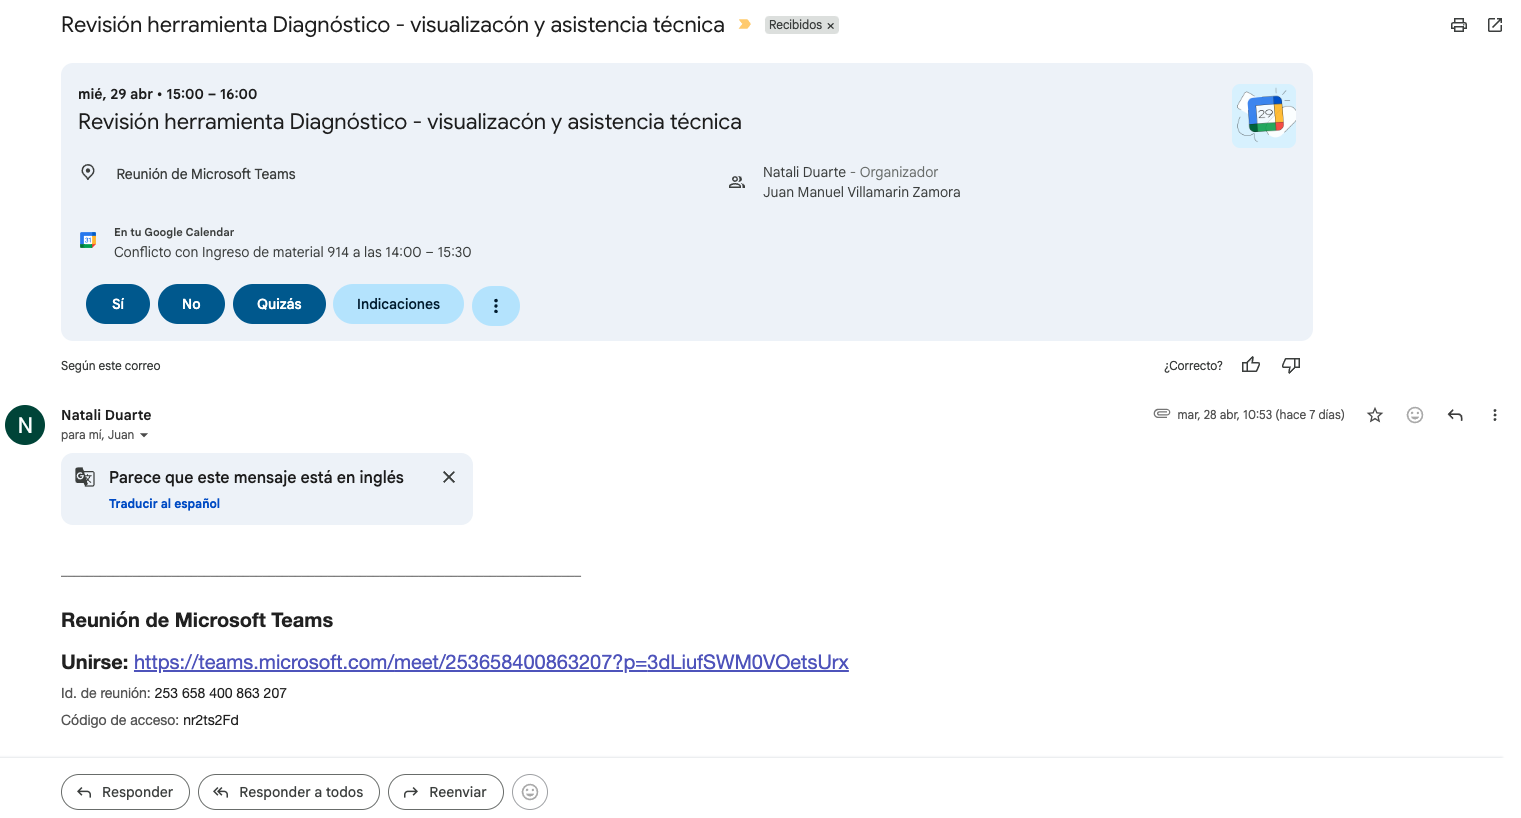 Revisión herramienta Diagnóstico - visualizacón y asistencia técnica
Recibidos ×
mié, 29 abr • 15:00 – 16:00
Revisión herramienta Diagnóstico - visualizacón y asistencia técnica
29
Reunión de Microsoft Teams
Natali Duarte - Organizador
Juan Manuel Villamarin Zamora
31
En tu Google Calendar
Conflicto con Ingreso de material 914 a las 14:00 – 15:30
Sí
No
Quizás
Indicaciones
Según este correo
¿Correcto?
N
Natali Duarte
mar, 28 abr, 10:53 (hace 7 días)
para mí, Juan
Parece que este mensaje está en inglés
Traducir al español
Reunión de Microsoft Teams
Unirse: https://teams.microsoft.com/meet/253658400863207?p=3dLiufSWM0VOetsUrx
Id. de reunión: 253 658 400 863 207
Código de acceso: nr2ts2Fd
Responder
Responder a todos
Reenviar